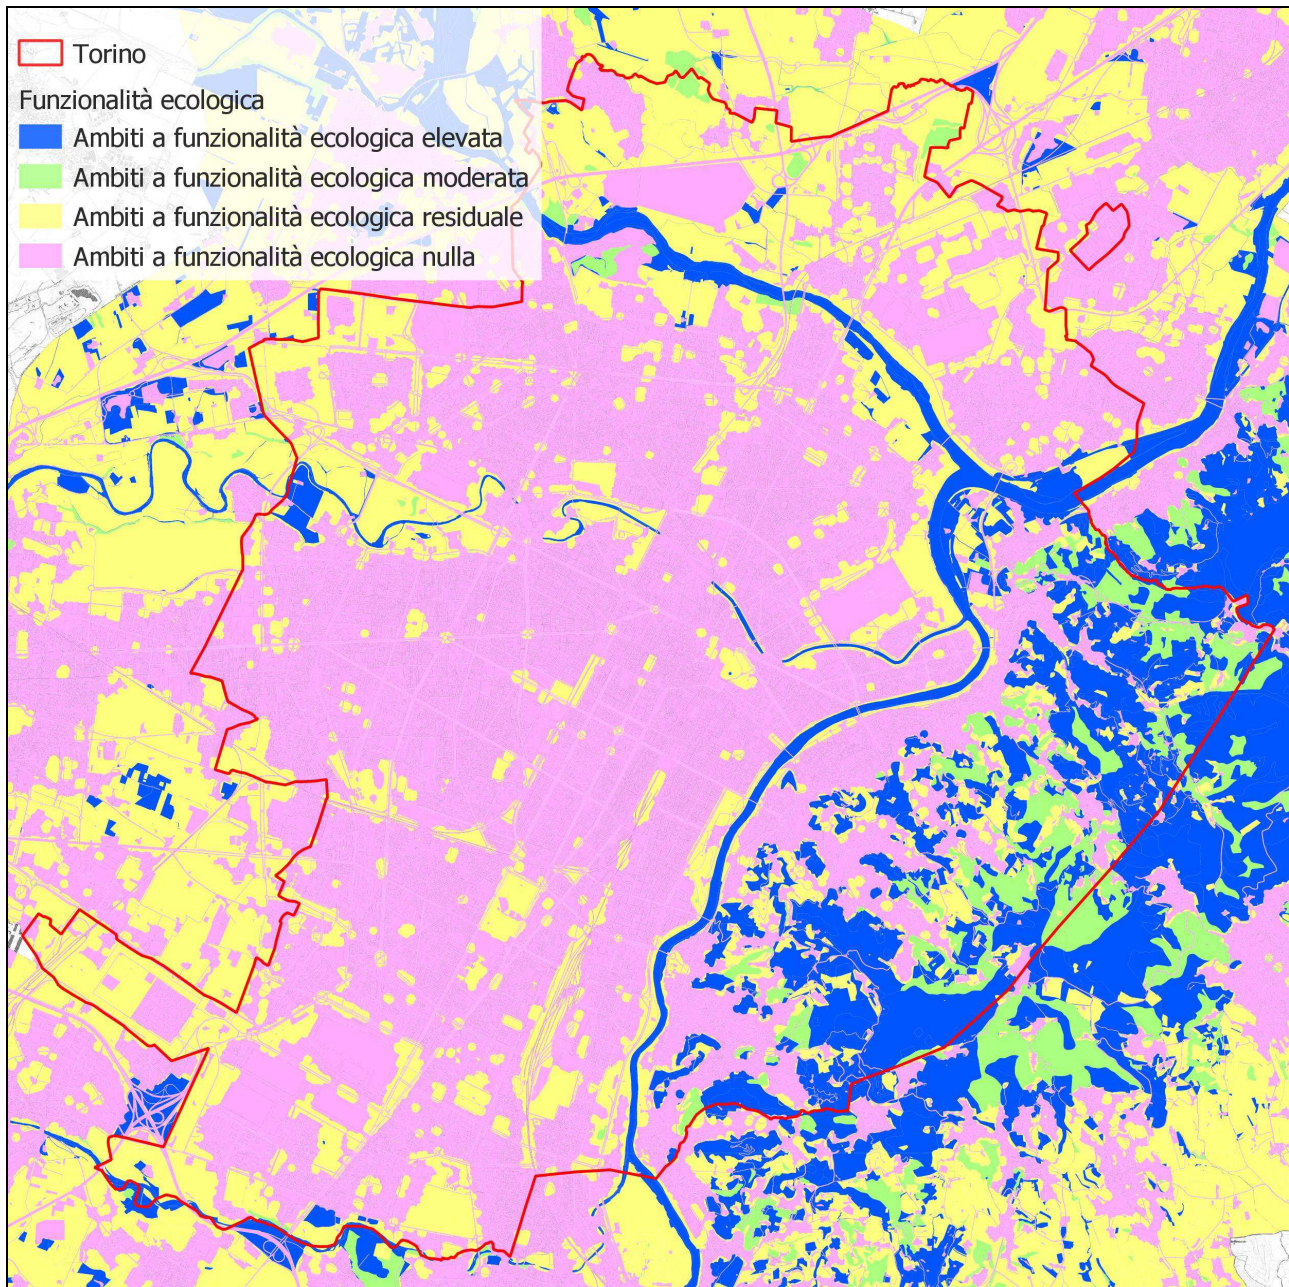 Torino
Funzionalità ecologica
Ambiti a funzionalità ecologica elevata
Ambiti a funzionalità ecologica moderata
Ambiti a funzionalità ecologica residuale
Ambiti a funzionalità ecologica nulla